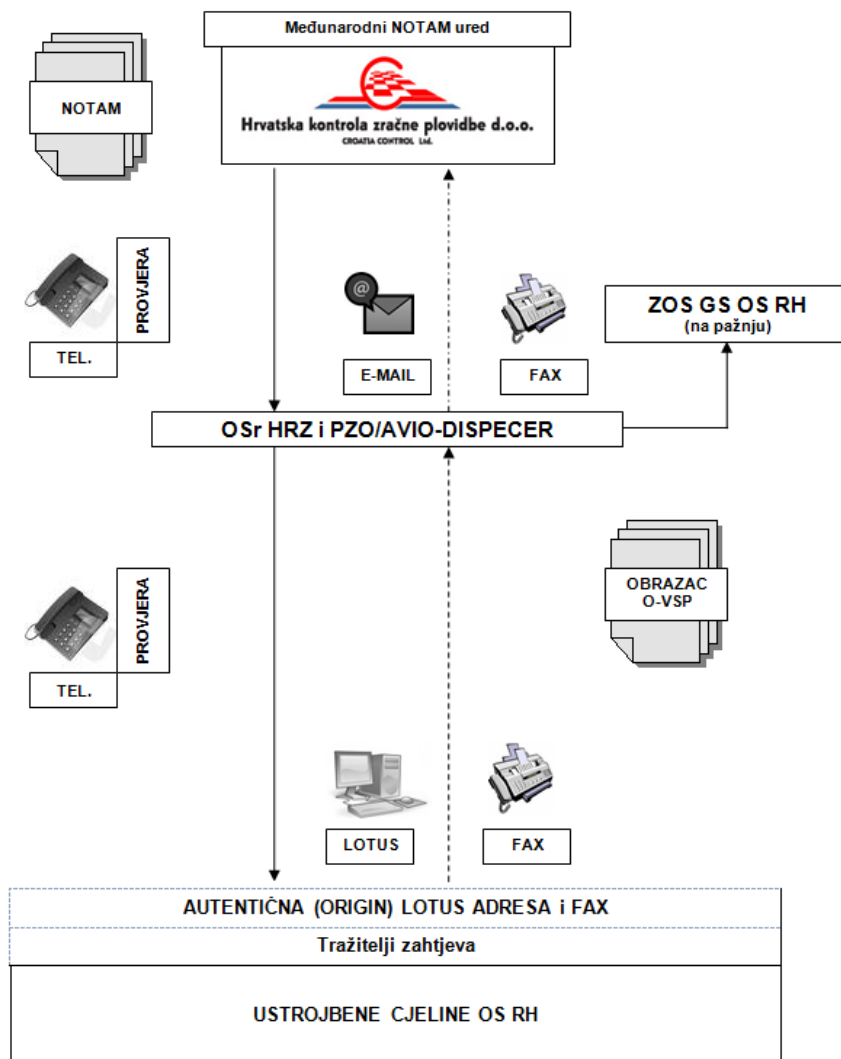 Međunarodni NOTAM ured
Hrvatska kontrola zračne plovidbe d.o.o.
CROATIA CONTROL Ltd.
NOTAM
PROVJERA
TEL.
@
E-MAIL
FAX
ZOS GS OS RH
(na pažnju)
OSr HRZ i PZO/AVIO-DISPECER
PROVJERA
TEL.
OBRAZAC
O-VSP
LOTUS
FAX
AUTENTIČNA (ORIGIN) LOTUS ADRESA i FAX
Tražitelji zahtjeva
USTROJBENE CJELINE OS RH